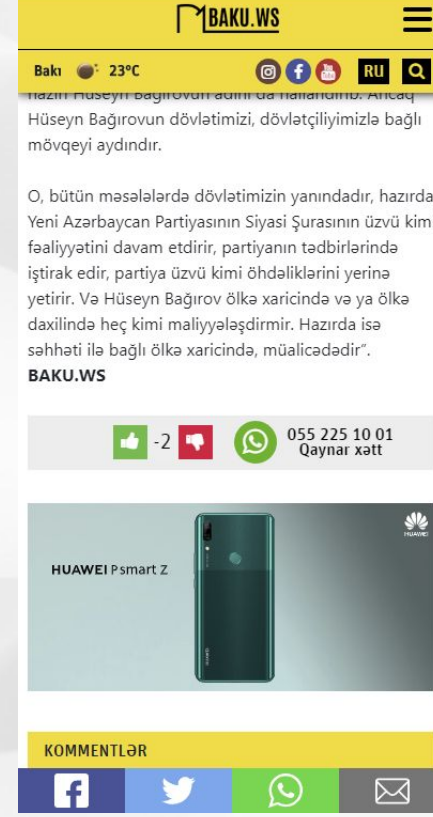 BAKU.WS
Bakı 23°C RU
Hüseyn Bağırovun dövlətimizi, dövlətçiliyimizlə bağlı
mövqeyi aydındır.
O, bütün məsələlərdə dövlətimizin yanındadır, hazırda
Yeni Azərbaycan Partiyasının Siyasi Şurasının üzvü kim
fəaliyyətini davam etdirir, partiyanın tədbirlərində
iştirak edir, partiya üzvü kimi öhdəliklərini yerinə
yetirir. Və Hüseyn Bağırov ölkə xaricində və ya ölkə
daxilində heç kimi maliyyələşdirmir. Hazırda isə
səhhəti ilə bağlı ölkə xaricində, müalicədədir”.
BAKU.WS
-2
055 225 10 01
Qaynar xətt
HUAWEI
HUAWEI P smart Z
KOMMENTLƏR